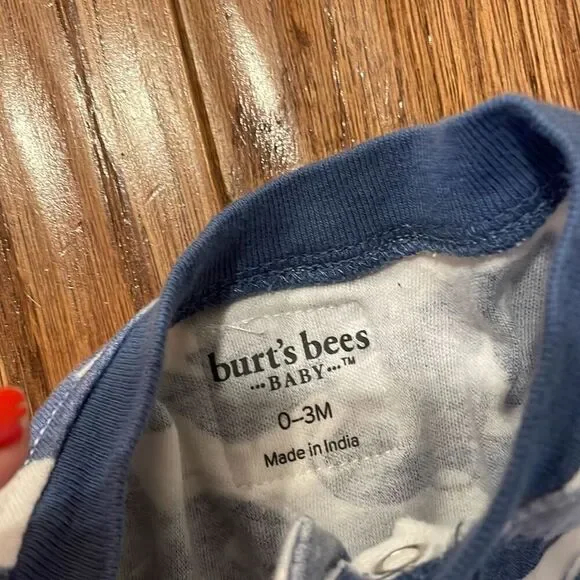 burt's bees
···BABY···™
0–3M
Made in India